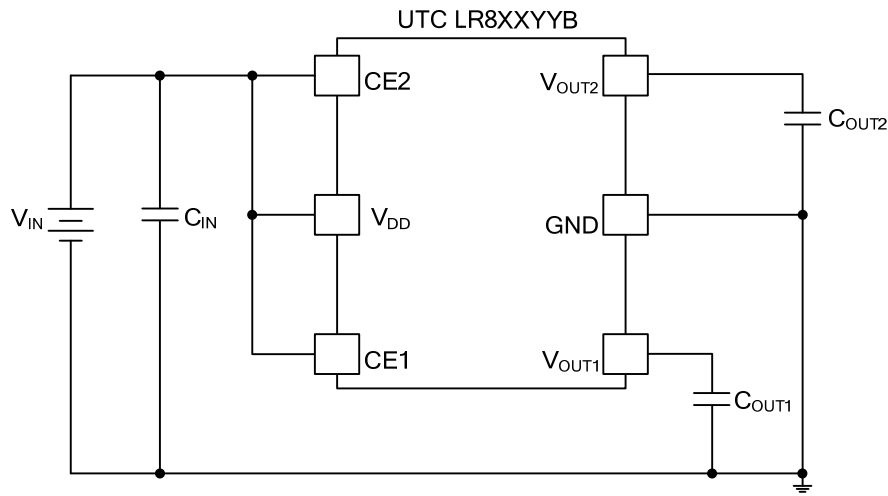 UTC LR8XXYYB
CE2
VOUT2
COUT2
VIN
CIN
VDD
GND
CE1
VOUT1
COUT1